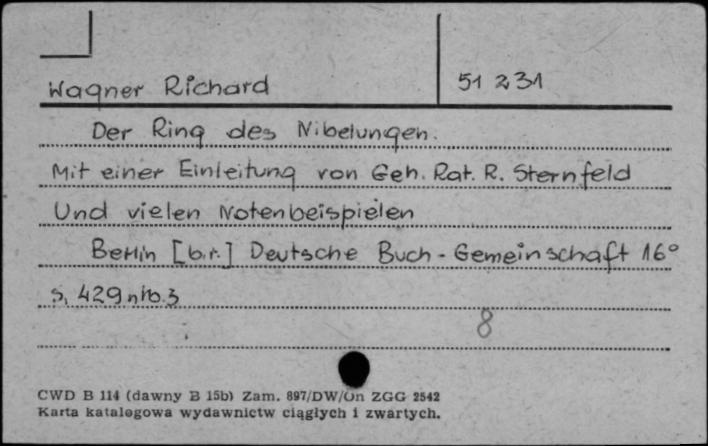 Wagner Richard 51 231
Der Ring des Nibelungen.
Mit einer Einleitung von Geh. Rat. R. Sternfeld
Und vielen Notenbeispielen
Berlin [b.r.] Deutsche Buch-Gemeinschaft 16°
s. 429 nlb. 3
8
CWD B 114 (dawny B 15b) Zam. 897/DW/Un ZGG 2542
Karta katalogowa wydawnictw ciągłych i zwartych.